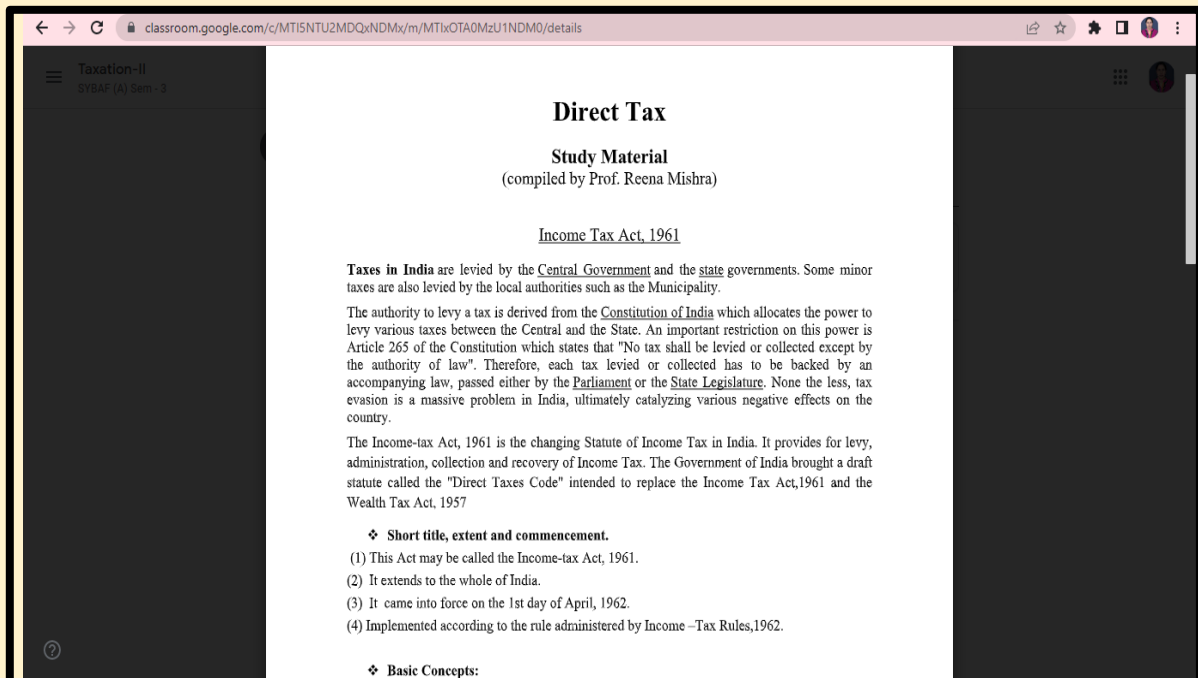 classroom.google.com/c/MTI5NTU2MDQxNDMx/m/MTIxOTA0MzU1NDM0/details
Taxation-II
SYBAF (A) Sem - 3
Direct Tax
Study Material
(compiled by Prof. Reena Mishra)
Income Tax Act, 1961
Taxes in India are levied by the Central Government and the state governments. Some minor
taxes are also levied by the local authorities such as the Municipality.
The authority to levy a tax is derived from the Constitution of India which allocates the power to
levy various taxes between the Central and the State. An important restriction on this power is
Article 265 of the Constitution which states that "No tax shall be levied or collected except by
the authority of law". Therefore, each tax levied or collected has to be backed by an
accompanying law, passed either by the Parliament or the State Legislature. None the less, tax
evasion is a massive problem in India, ultimately catalyzing various negative effects on the
country.
The Income-tax Act, 1961 is the changing Statute of Income Tax in India. It provides for levy,
administration, collection and recovery of Income Tax. The Government of India brought a draft
statute called the "Direct Taxes Code" intended to replace the Income Tax Act,1961 and the
Wealth Tax Act, 1957
❖ Short title, extent and commencement.
(1) This Act may be called the Income-tax Act, 1961.
(2) It extends to the whole of India.
(3) It came into force on the 1st day of April, 1962.
(4) Implemented according to the rule administered by Income –Tax Rules,1962.
❖ Basic Concepts: